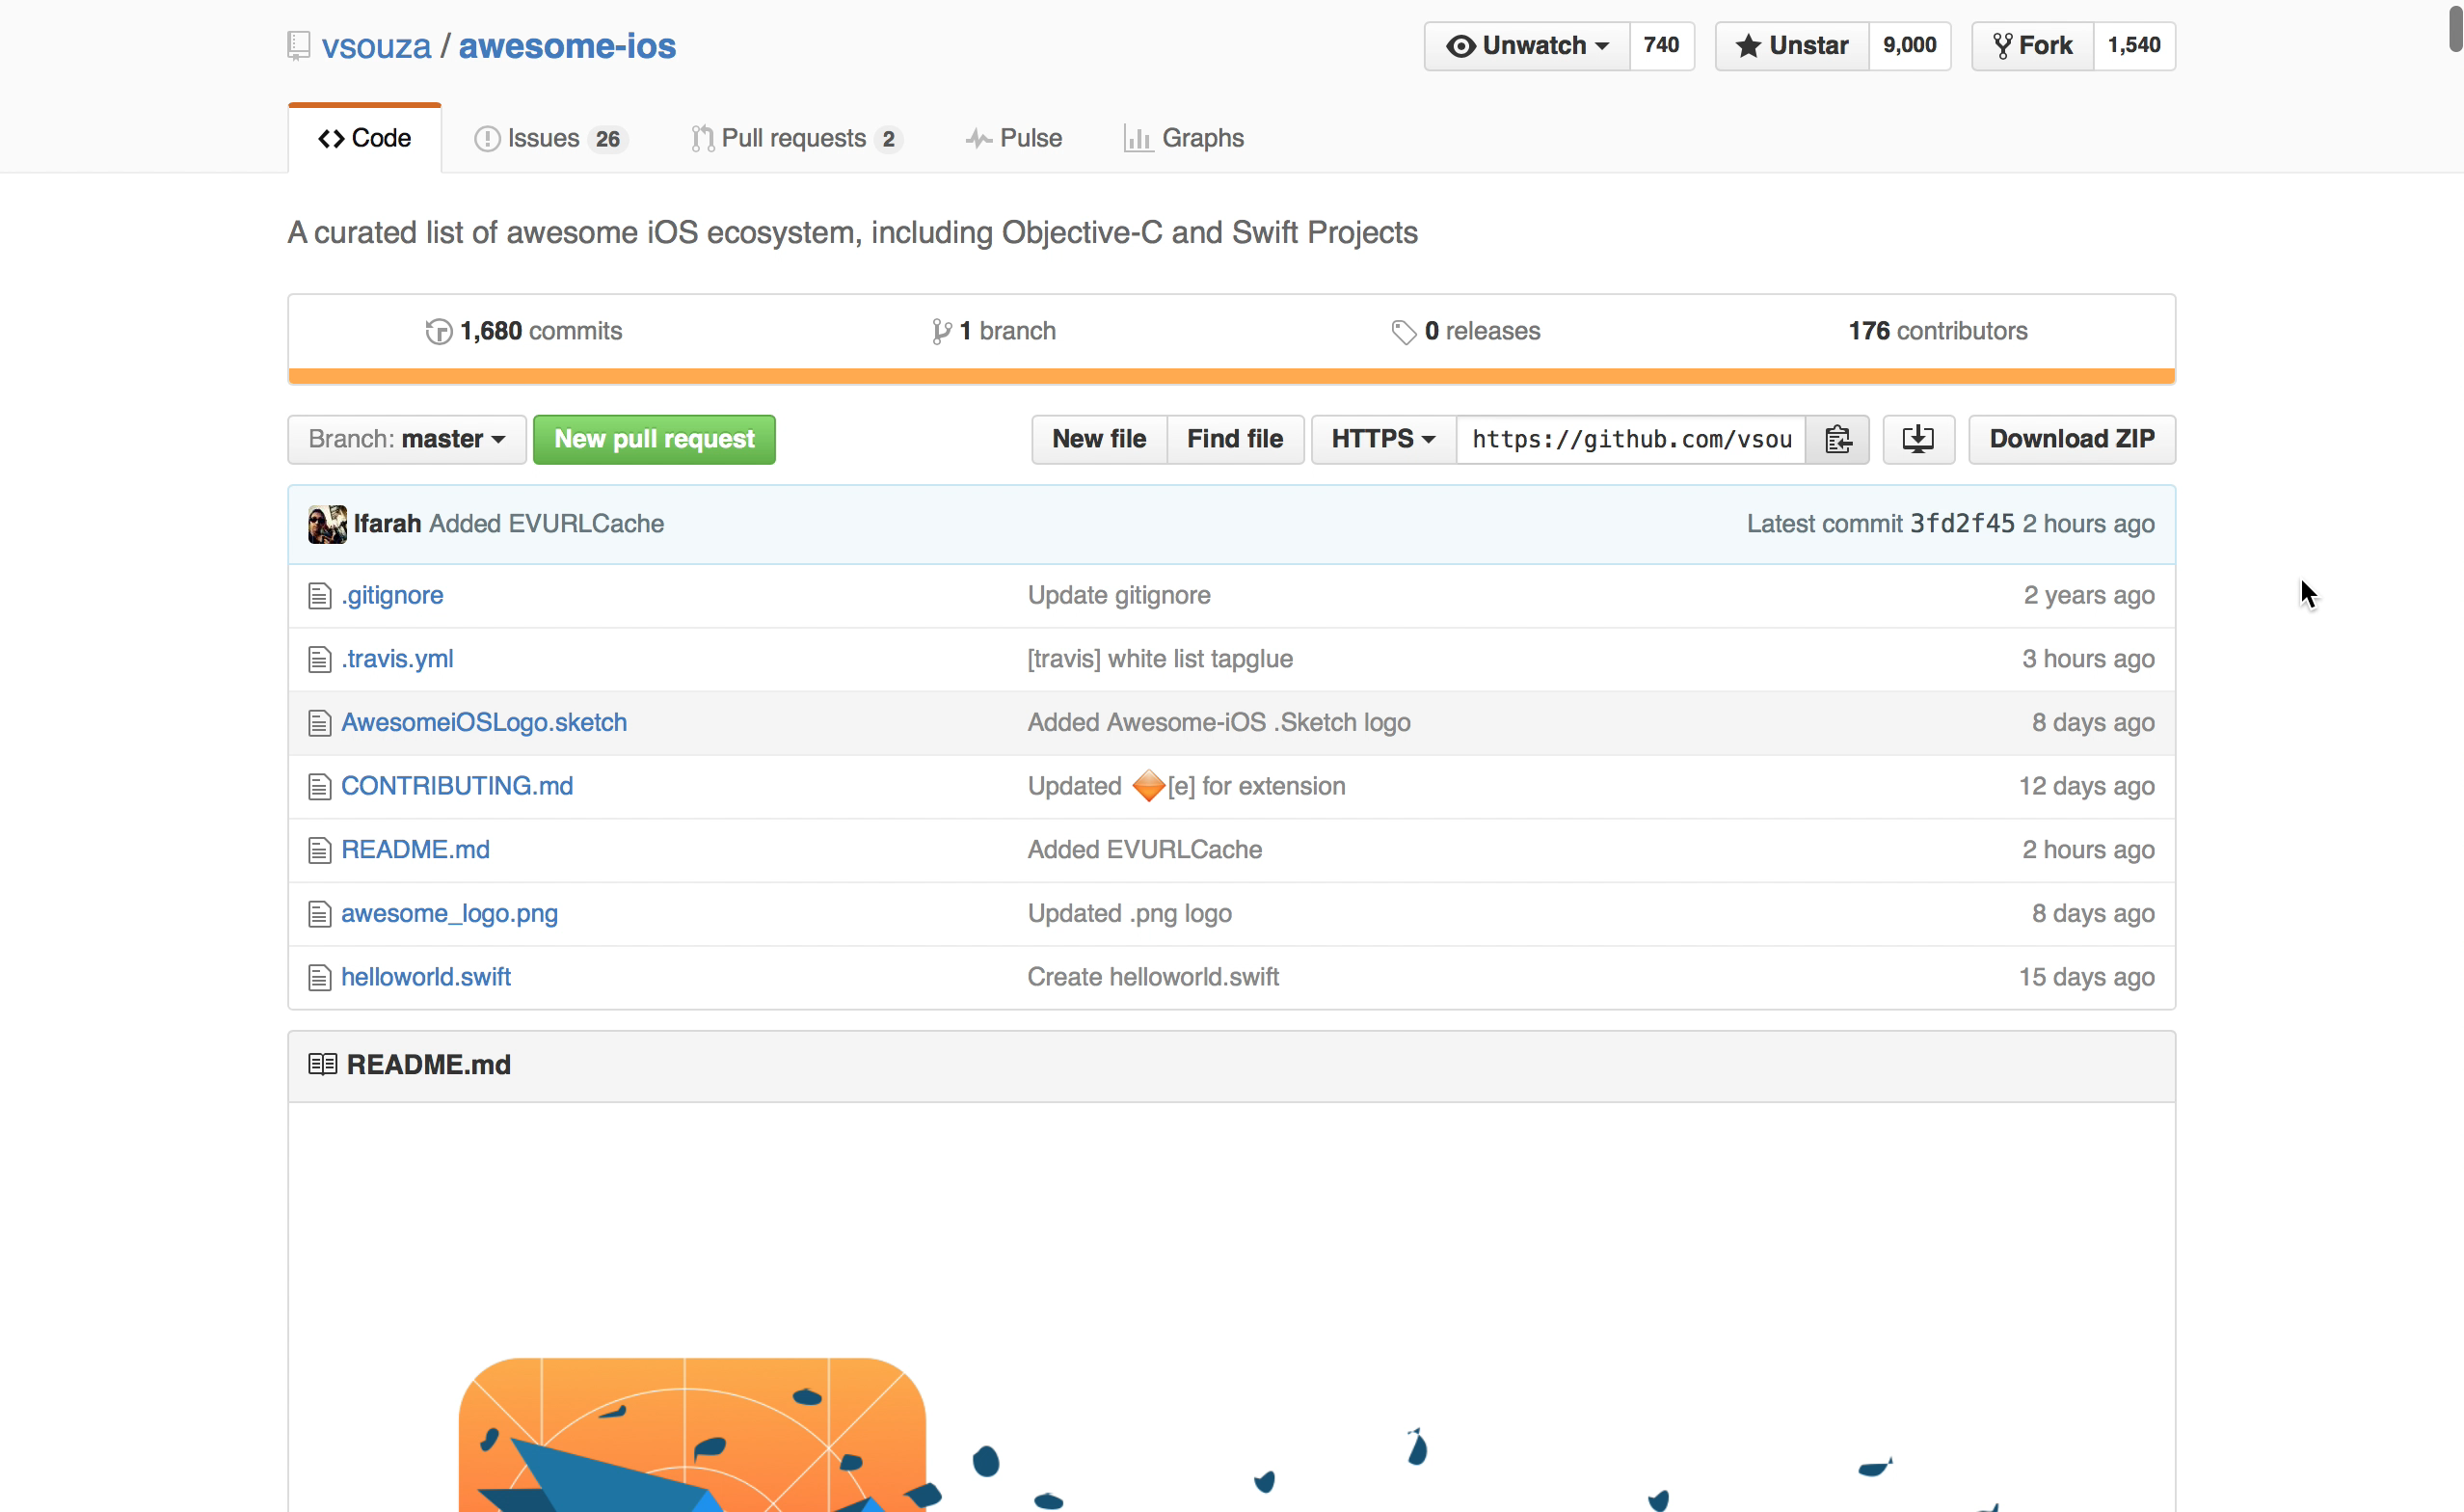 vsouza / awesome-ios Unwatch 740 Unstar 9,000 Fork 1,540
Code Issues 26 Pull requests 2 Pulse Graphs
A curated list of awesome iOS ecosystem, including Objective-C and Swift Projects
1,680 commits 1 branch 0 releases 176 contributors
Branch: master New pull request New file Find file HTTPS https://github.com/vsou Download ZIP
lfarah Added EVURLCache Latest commit 3fd2f45 2 hours ago
.gitignore Update gitignore 2 years ago
.travis.yml [travis] white list tapglue 3 hours ago
AwesomeiOSLogo.sketch Added Awesome-iOS .Sketch logo 8 days ago
CONTRIBUTING.md Updated 🔶[e] for extension 12 days ago
README.md Added EVURLCache 2 hours ago
awesome_logo.png Updated .png logo 8 days ago
helloworld.swift Create helloworld.swift 15 days ago
README.md